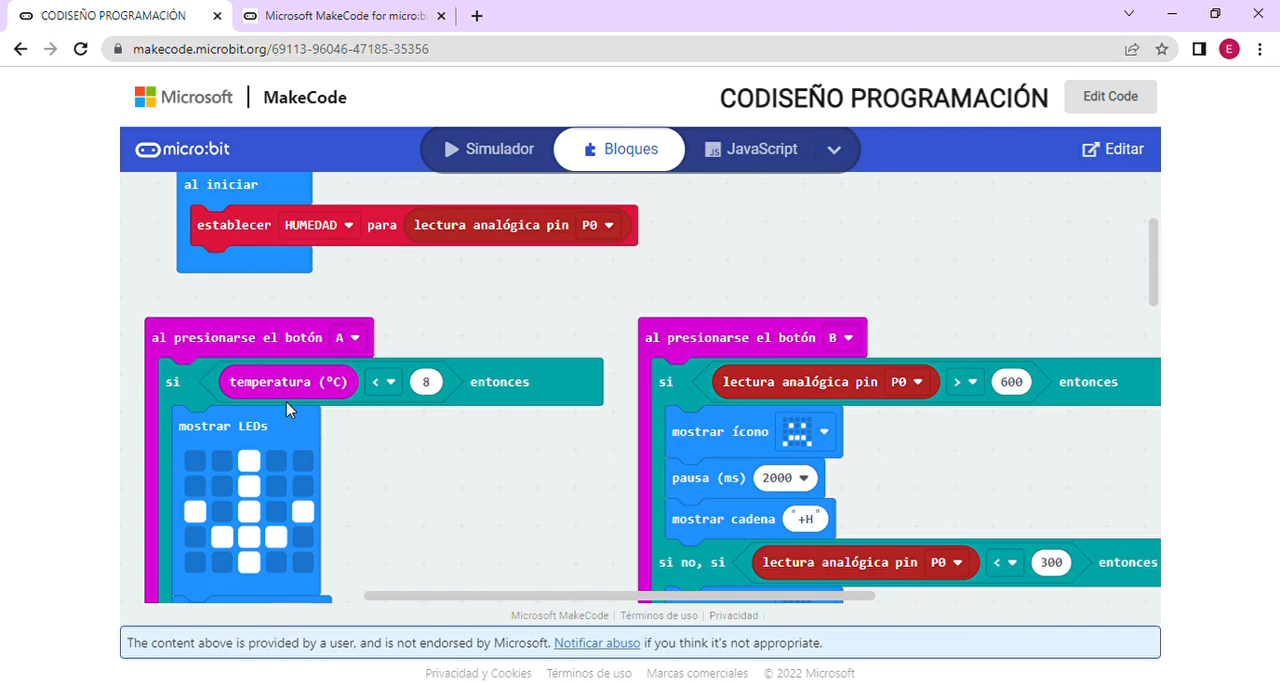 CODISEÑO PROGRAMACIÓN
Microsoft MakeCode for micro:b
makecode.microbit.org/69113-96046-47185-35356
E
Microsoft | MakeCode
CODISEÑO PROGRAMACIÓN
Edit Code
micro:bit
Simulador
Bloques
JS JavaScript
Editar
al iniciar
establecer HUMEDAD para lectura analógica pin P0
al presionarse el botón A
si temperatura (ºC) < 8 entonces
mostrar LEDs
al presionarse el botón B
si lectura analógica pin P0 > 600 entonces
mostrar ícono
pausa (ms) 2000
mostrar cadena "+H"
si no, si lectura analógica pin P0 < 300 entonces
Microsoft MakeCode | Términos de uso | Privacidad
The content above is provided by a user, and is not endorsed by Microsoft. Notificar abuso if you think it's not appropriate.
Privacidad y Cookies Términos de uso Marcas comerciales © 2022 Microsoft